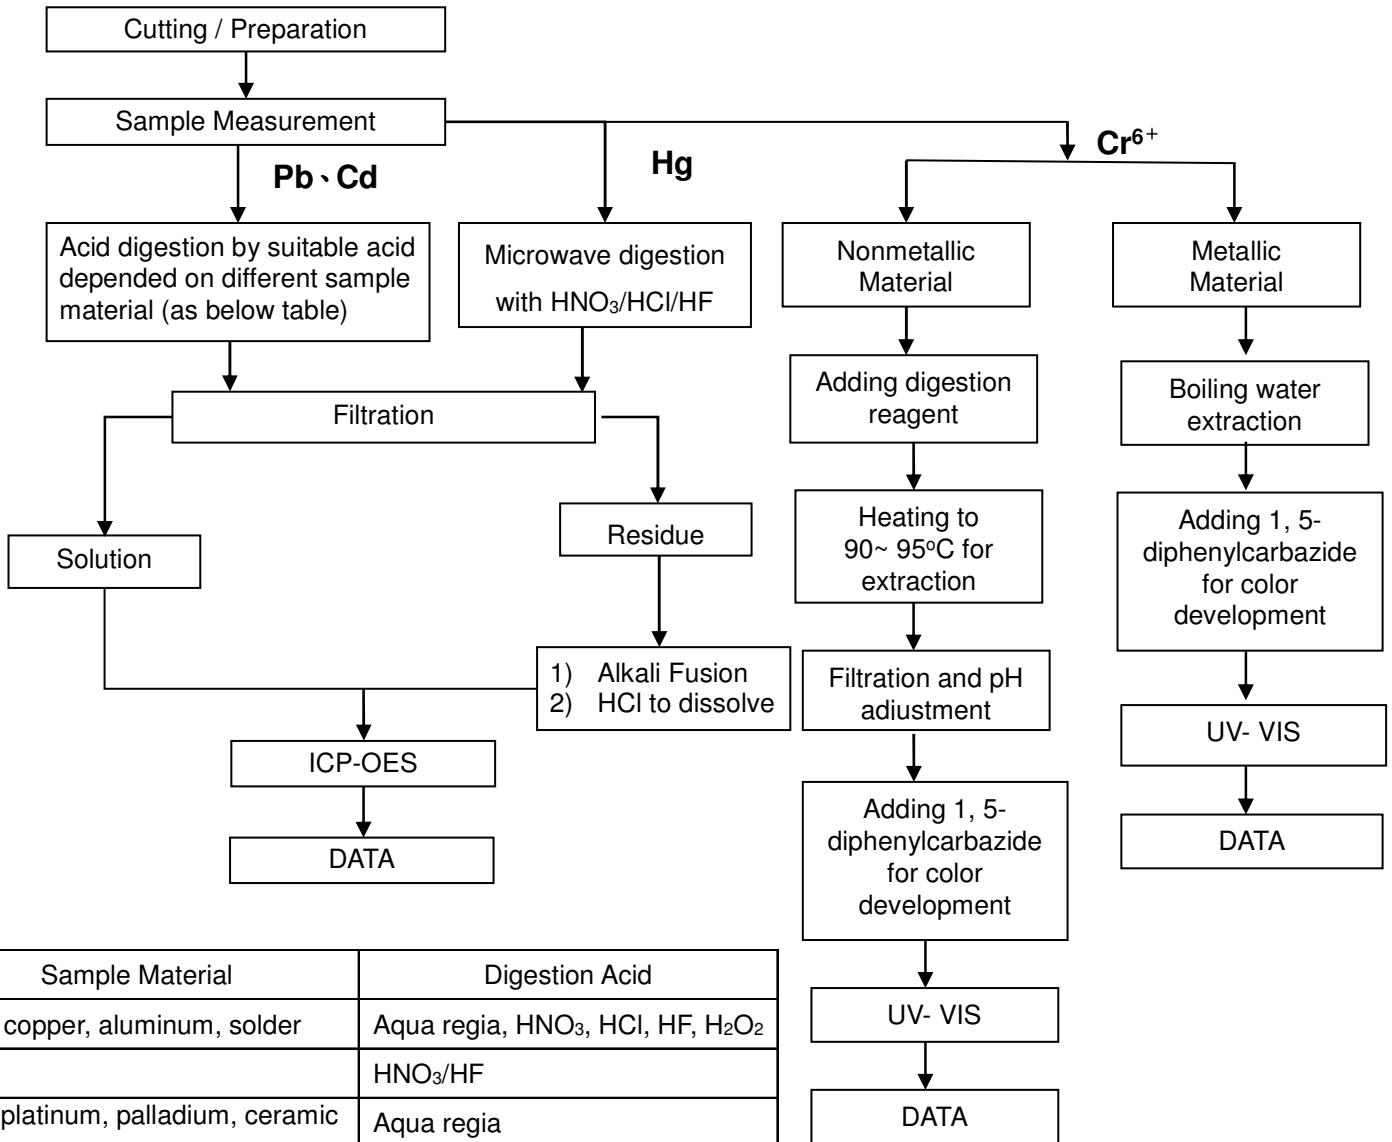 Cutting / Preparation
Sample Measurement
Pb、Cd
Hg
Cr⁶⁺
Acid digestion by suitable acid
depended on different sample
material (as below table)
Microwave digestion
with HNO₃/HCl/HF
Nonmetallic
Material
Metallic
Material
Filtration
Adding digestion
reagent
Boiling water
extraction
Solution
Residue
Heating to
90~ 95ºC for
extraction
Adding 1, 5-
diphenylcarbazide
for color
development
1) Alkali Fusion
2) HCl to dissolve
Filtration and pH
adiustment
UV- VIS
ICP-OES
DATA
DATA
Adding 1, 5-
diphenylcarbazide
for color
development
UV- VIS
DATA
Sample Material Digestion Acid
copper, aluminum, solder Aqua regia, HNO₃, HCl, HF, H₂O₂
HNO₃/HF
platinum, palladium, ceramic Aqua regia